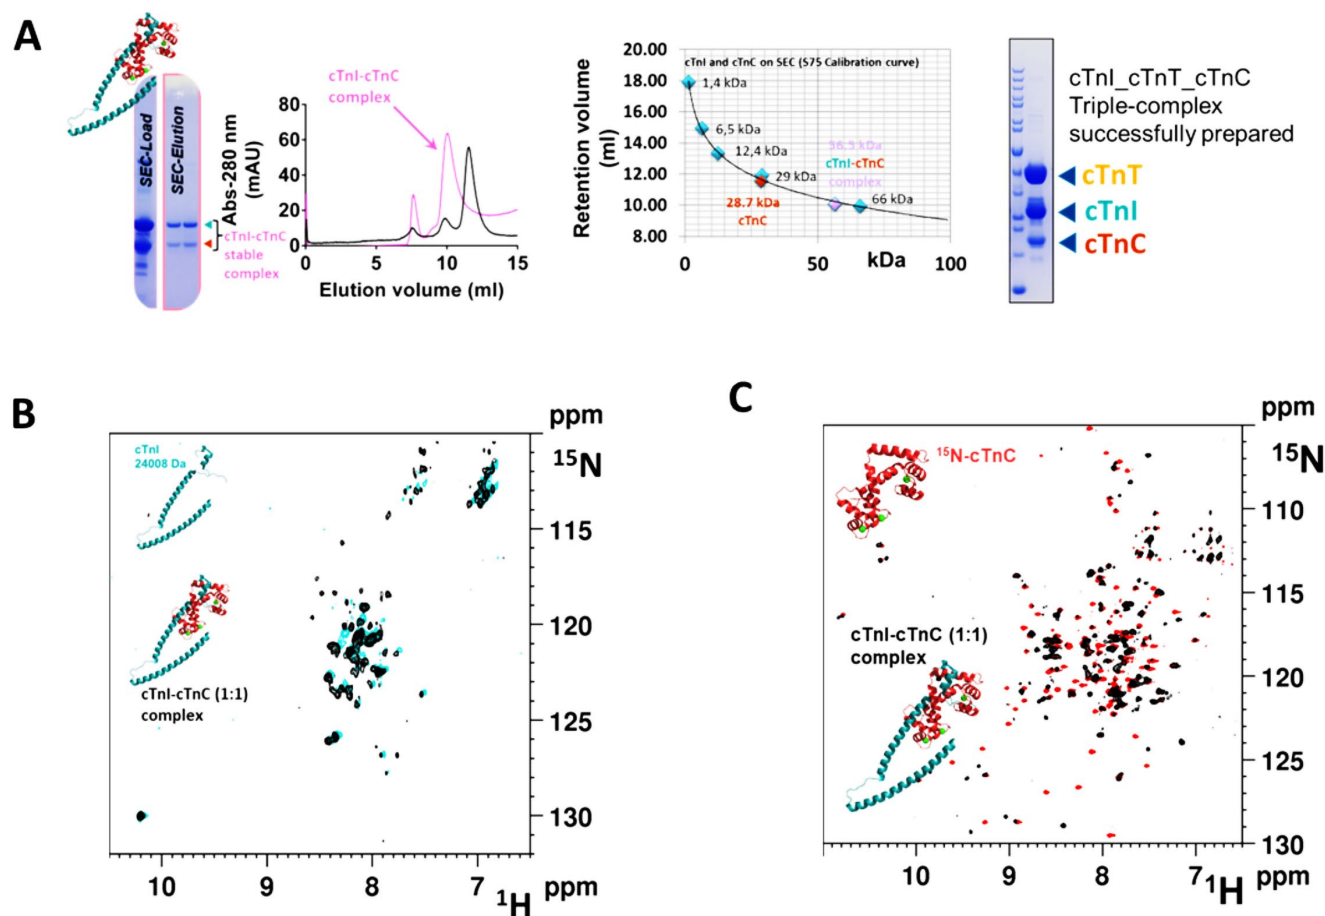 A
SEC-Load
SEC-Elution
cTnI-cTnC
stable
complex
Abs-280 nm
(mAU)
80
60
40
20
0
0
5
10
15
Elution volume (ml)
cTnI-cTnC
complex
Retention volume
(ml)
20.00
18.00
16.00
14.00
12.00
10.00
8.00
cTnI and cTnC on SEC (S75 Calibration curve)
1,4 kDa
6,5 kDa
12,4 kDa
29 kDa
28.7 kDa
cTnC
cTnI-cTnC
complex
66 kDa
0
50
kDa
100
cTnI_cTnT_cTnC
Triple-complex
successfully prepared
cTnT
cTnI
cTnC
B
ppm
15N
115
120
125
130
cTnI
24008 Da
cTnI-cTnC (1:1)
complex
10
9
8
7
1H
ppm
C
ppm
15N
110
115
120
125
130
15N-cTnC
cTnI-cTnC (1:1)
complex
10
9
8
7
1H
ppm